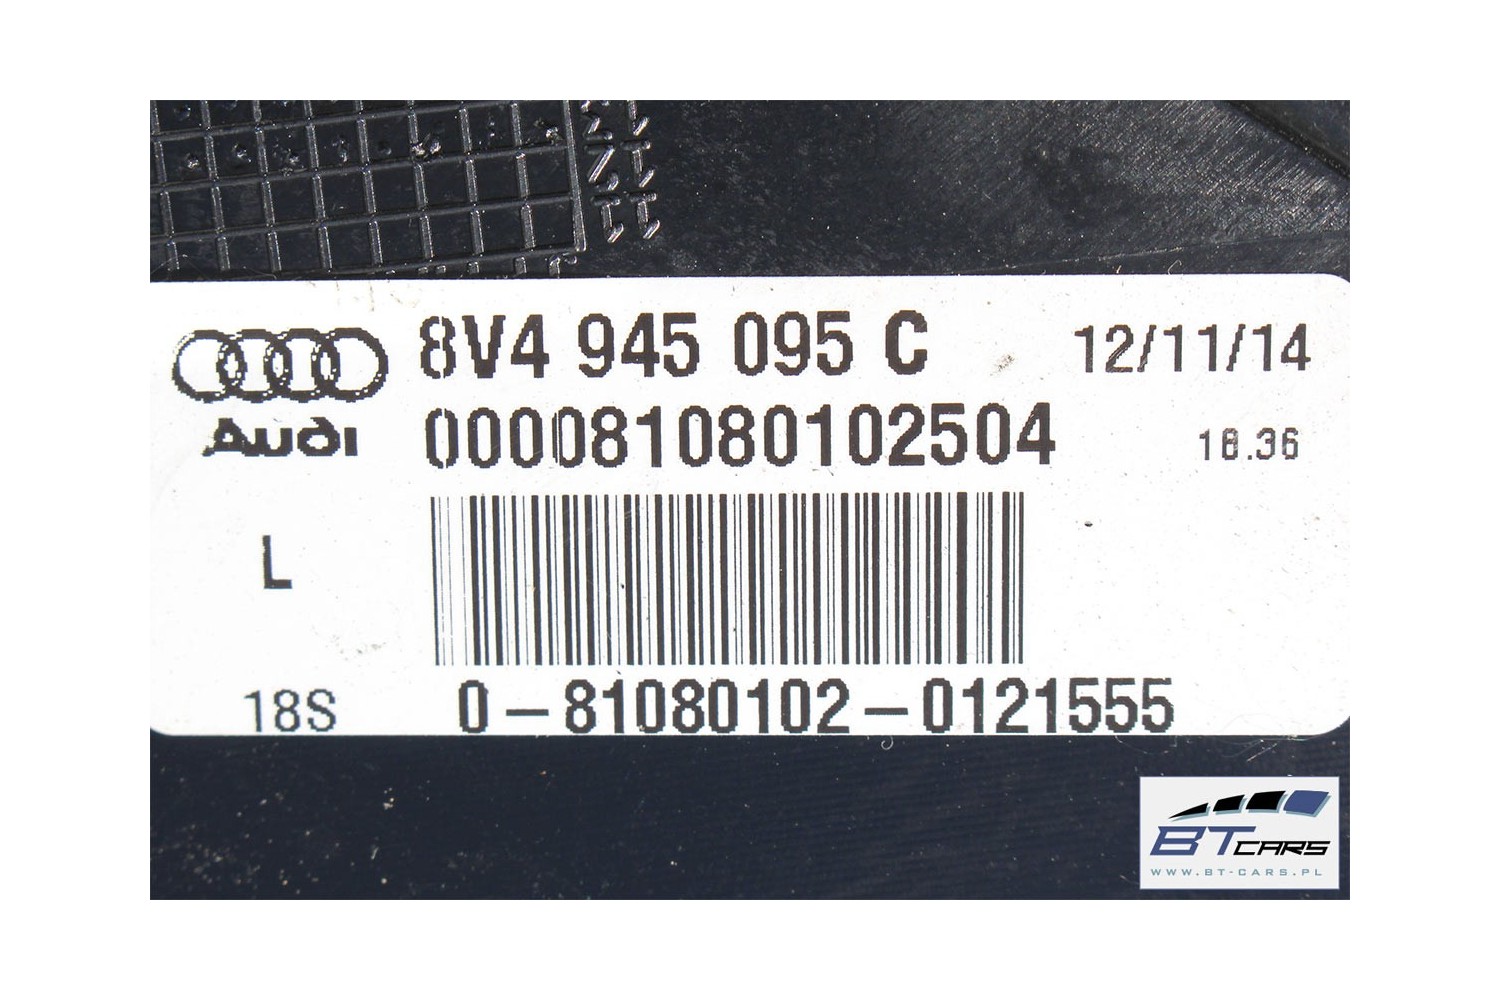 8V4 945 095 C
12/11/14
Audi
000081080102504
18.36
L
18S
0-81080102-0121555
BT CARS
WWW.BT-CARS.PL